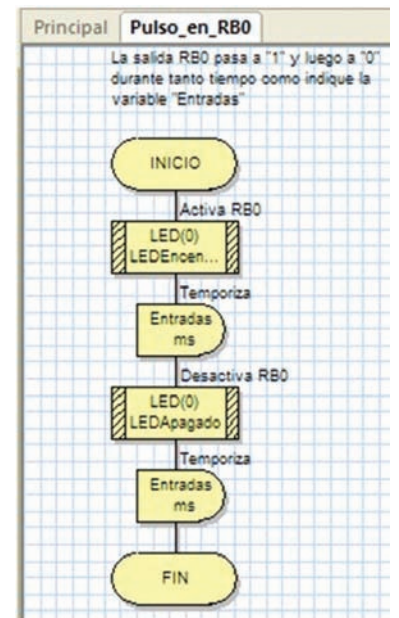 Principal Pulso_en_RB0
La salida RB0 pasa a "1" y luego a "0"
durante tanto tiempo como indique la
variable "Entradas"
INICIO
Activa RB0
LED(0)
LEDEncen...
Temporiza
Entradas
ms
Desactiva RB0
LED(0)
LEDApagado
Temporiza
Entradas
ms
FIN